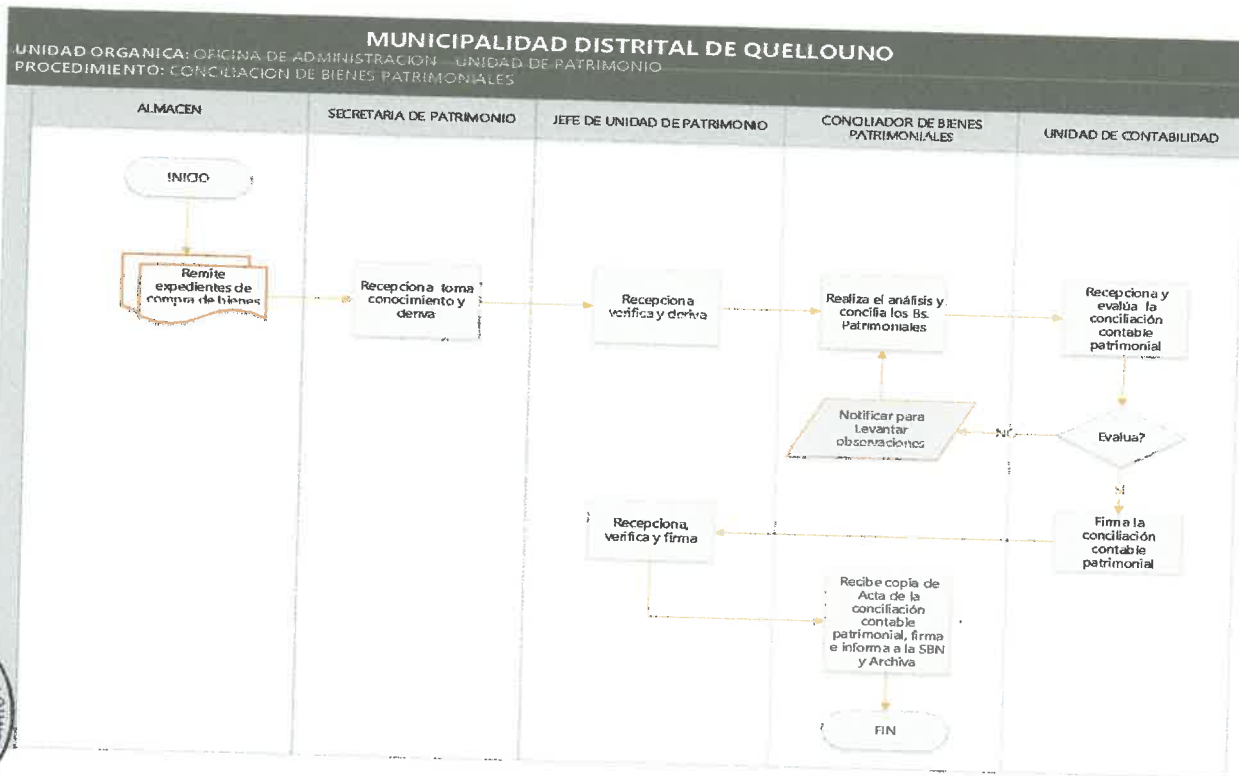 MUNICIPALIDAD DISTRITAL DE QUELLOUNO
UNIDAD ORGANICA: OFICINA DE ADMINISTRACION - UNIDAD DE PATRIMONIO
PROCEDIMIENTO: CONCILIACION DE BIENES PATRIMONIALES
ALMACEN
SECRETARIA DE PATRIMONIO
JEFE DE UNIDAD DE PATRIMONIO
CONCILIADOR DE BIENES
PATRIMONIALES
UNIDAD DE CONTABILIDAD
INICIO
Remite
expedientes de
compra de bienes
Recepciona toma
conocimiento y
deriva
Recepciona
verifica y deriva
Realiza el análisis y
concilia los Bs.
Patrimoniales
Recepciona y
evalúa la
conciliación
contable
patrimonial
Notificar para
Levantar
observaciones
NO
Evalua?
SI
Recepciona,
verifica y firma
Firma la
conciliación
contable
patrimonial
Recibe copia de
Acta de la
conciliación
contable
patrimonial, firma
e informa a la SBN
y Archiva
FIN